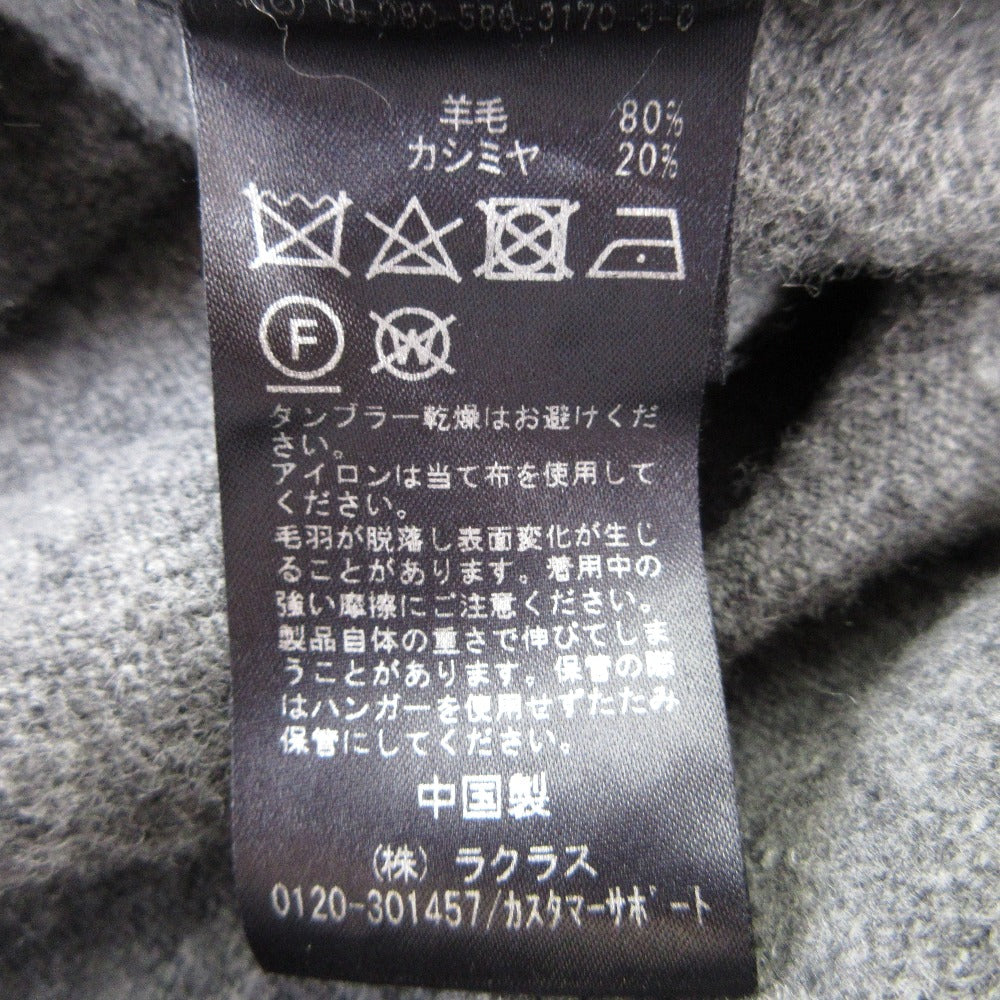 羊毛 80%
カシミヤ 20%
F W
タンブラー乾燥はお避けくだ
さい。
アイロンは当て布を使用して
ください。
毛羽が脱落し表面変化が生じ
ることがあります。着用中の
強い摩擦にご注意ください。
製品自体の重さで伸びてしま
うことがあります。保管の際
はハンガーを使用せずたたみ
保管にしてください。
中国製
(株) ラクラス
0120-301457/カスタマーサポート